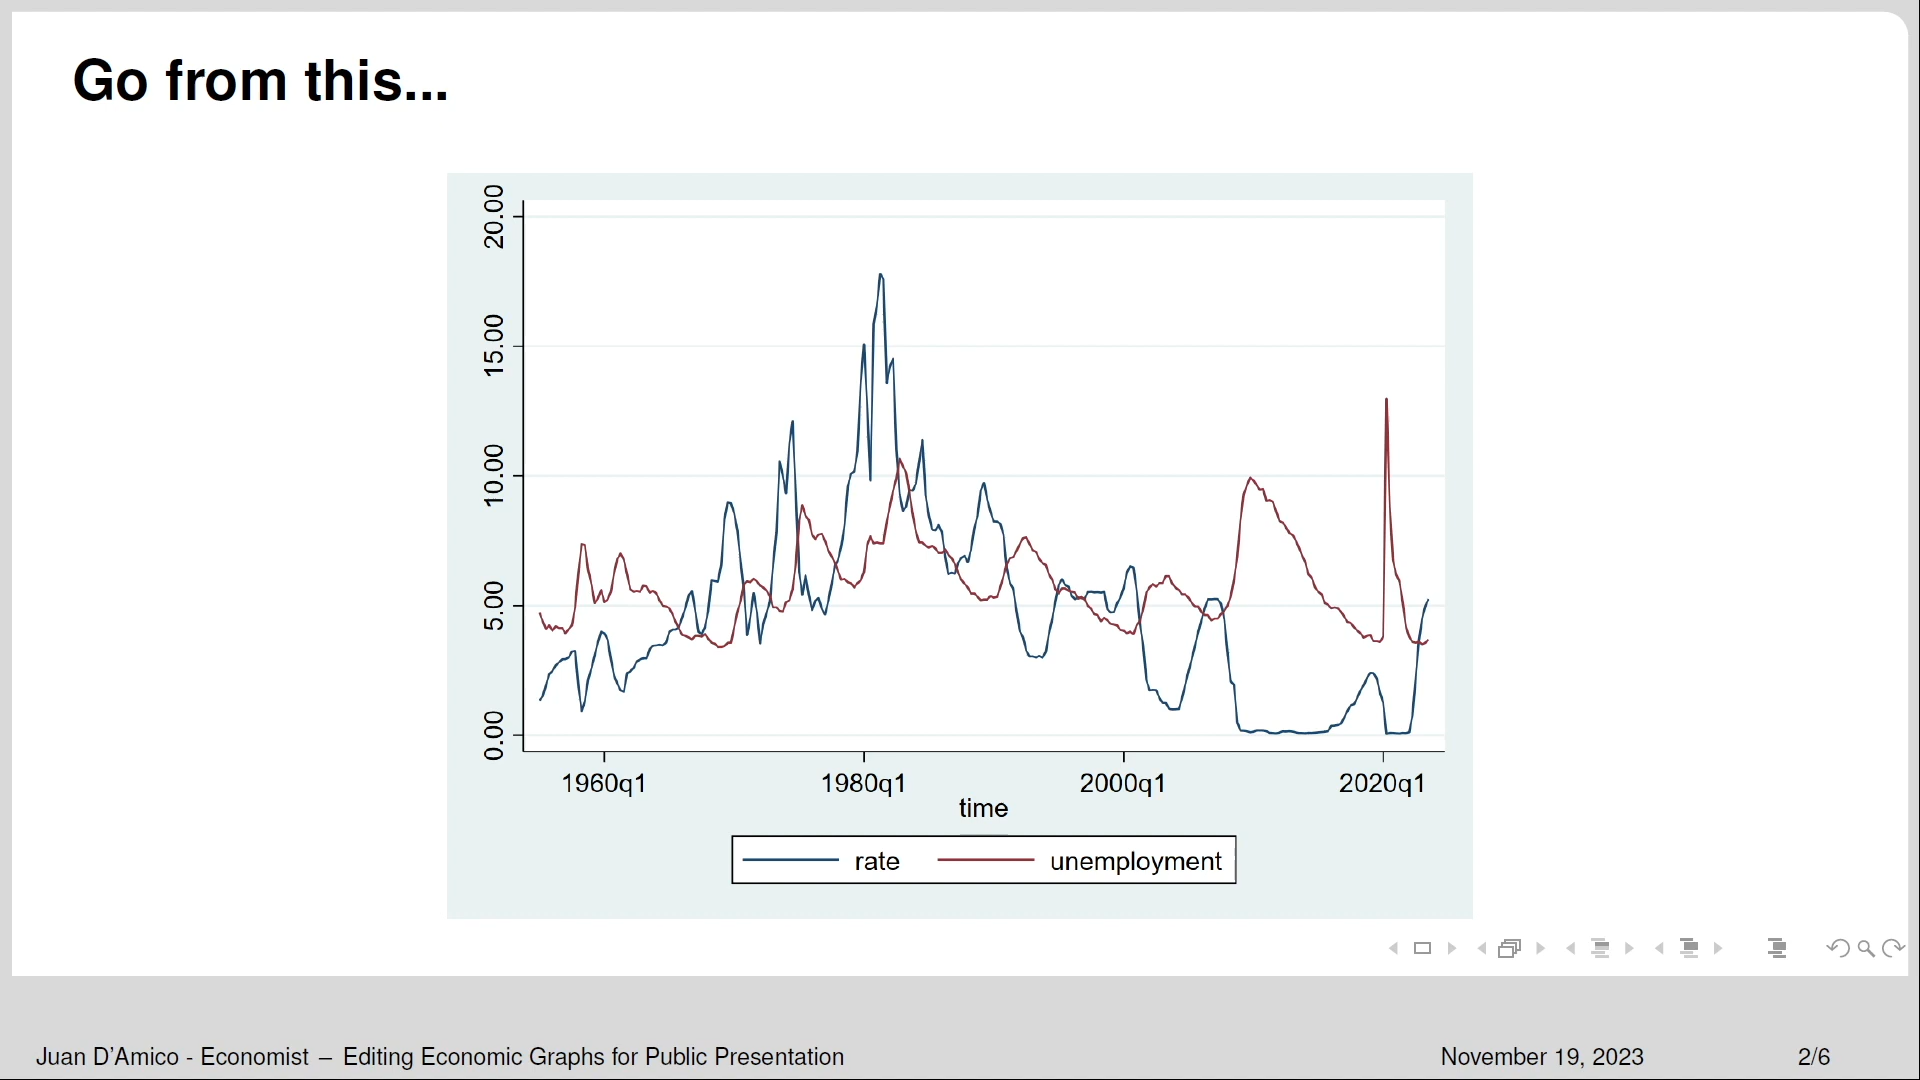 Go from this...
20.00
15.00
10.00
5.00
0.00
1960q1 1980q1 2000q1 2020q1
time
rate unemployment
Juan D'Amico - Economist – Editing Economic Graphs for Public Presentation November 19, 2023 2/6